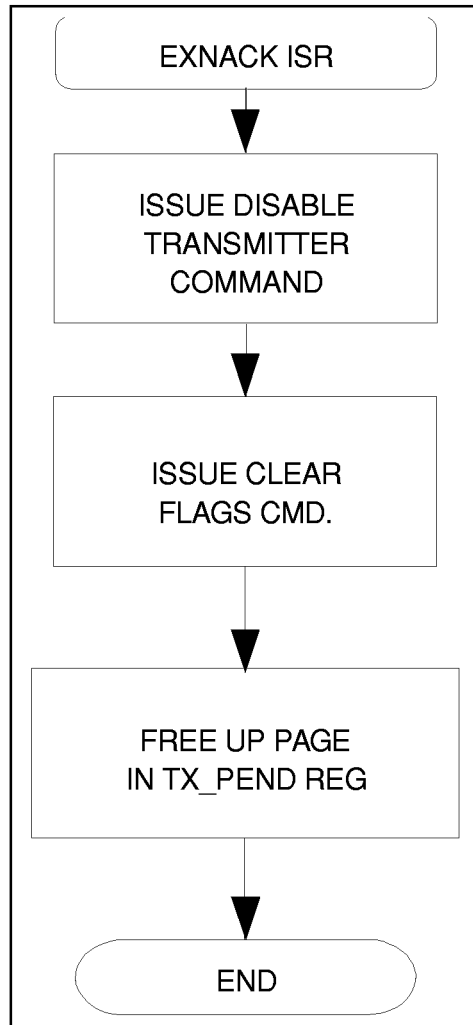 EXNACK ISR
ISSUE DISABLE
TRANSMITTER
COMMAND
ISSUE CLEAR
FLAGS CMD.
FREE UP PAGE
IN TX_PEND REG
END